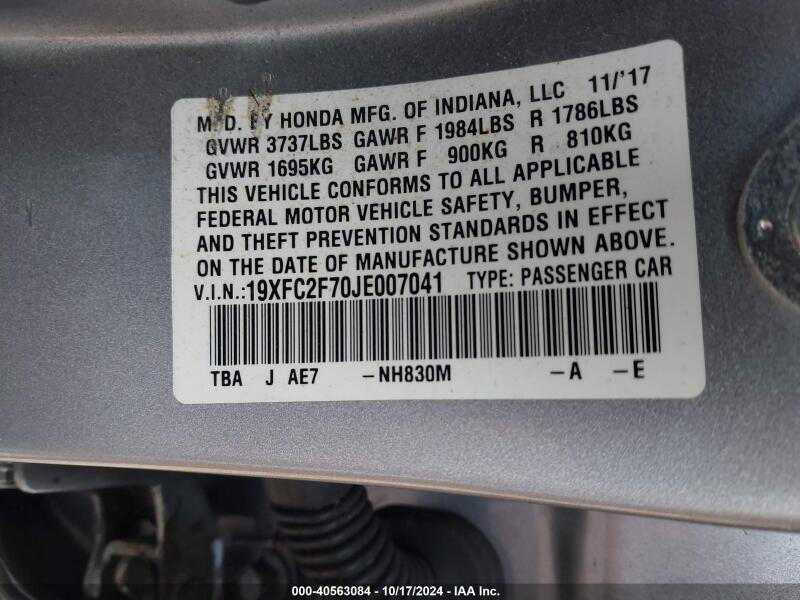 MFD. BY HONDA MFG. OF INDIANA, LLC 11/'17
GVWR 3737LBS GAWR F 1984LBS R 1786LBS
GVWR 1695KG GAWR F 900KG R 810KG
THIS VEHICLE CONFORMS TO ALL APPLICABLE
FEDERAL MOTOR VEHICLE SAFETY, BUMPER,
AND THEFT PREVENTION STANDARDS IN EFFECT
ON THE DATE OF MANUFACTURE SHOWN ABOVE.
V.I.N.:19XFC2F70JE007041 TYPE: PASSENGER CAR
TBA J AE7 -NH830M -A -E
000-40563084 - 10/17/2024 - IAA Inc.